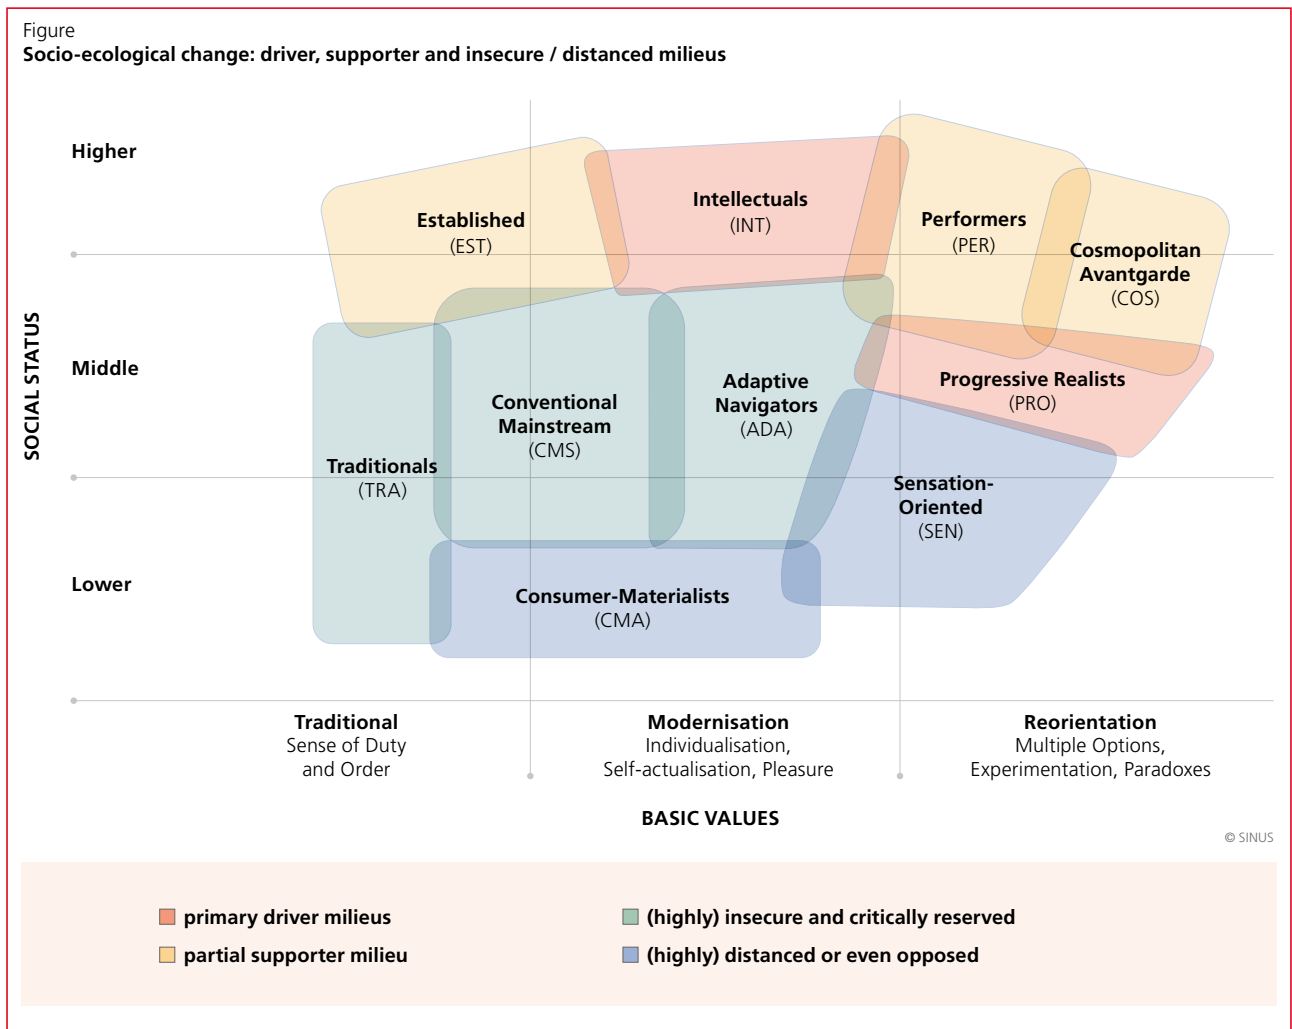 Figure
Socio-ecological change: driver, supporter and insecure / distanced milieus
SOCIAL STATUS
Higher
Middle
Lower
Established
(EST)
Intellectuals
(INT)
Performers
(PER)
Cosmopolitan
Avantgarde
(COS)
Traditionals
(TRA)
Conventional
Mainstream
(CMS)
Adaptive
Navigators
(ADA)
Progressive Realists
(PRO)
Sensation-
Oriented
(SEN)
Consumer-Materialists
(CMA)
Traditional
Sense of Duty
and Order
Modernisation
Individualisation,
Self-actualisation, Pleasure
Reorientation
Multiple Options,
Experimentation, Paradoxes
BASIC VALUES
© SINUS
primary driver milieus
partial supporter milieu
(highly) insecure and critically reserved
(highly) distanced or even opposed